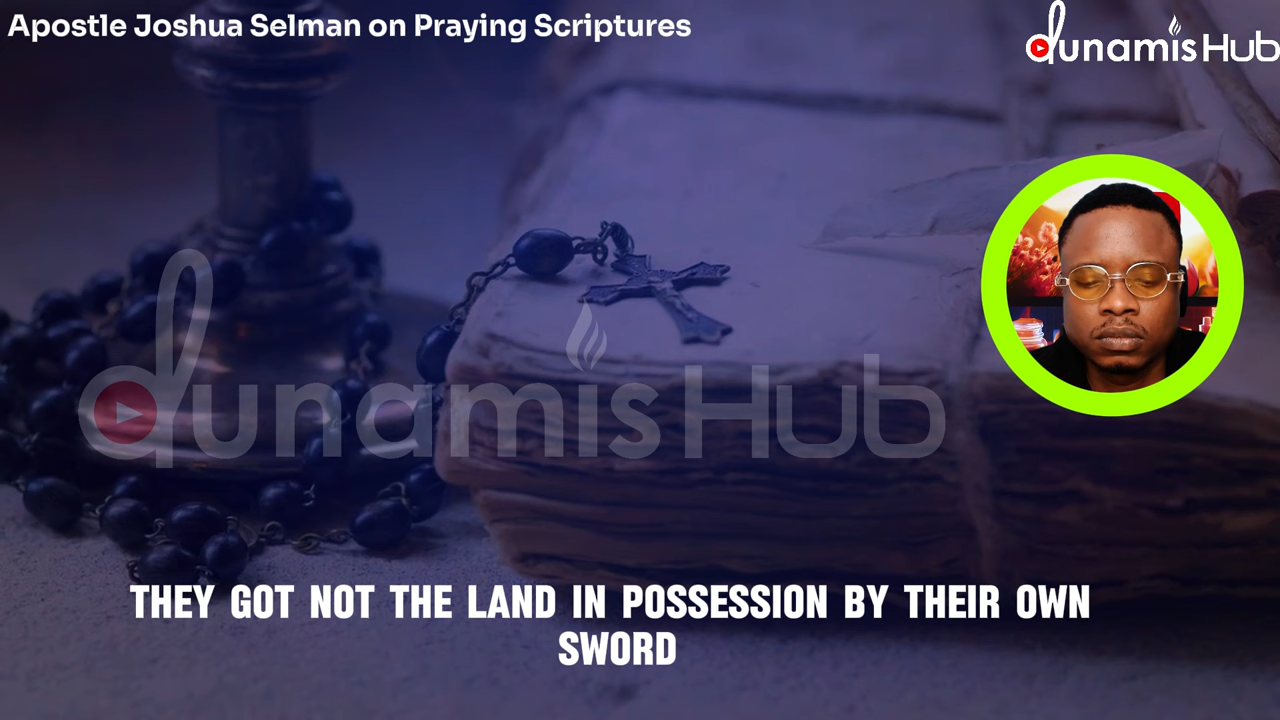 Apostle Joshua Selman on Praying Scriptures
dunamisHub
dunamisHub
THEY GOT NOT THE LAND IN POSSESSION BY THEIR OWN
SWORD